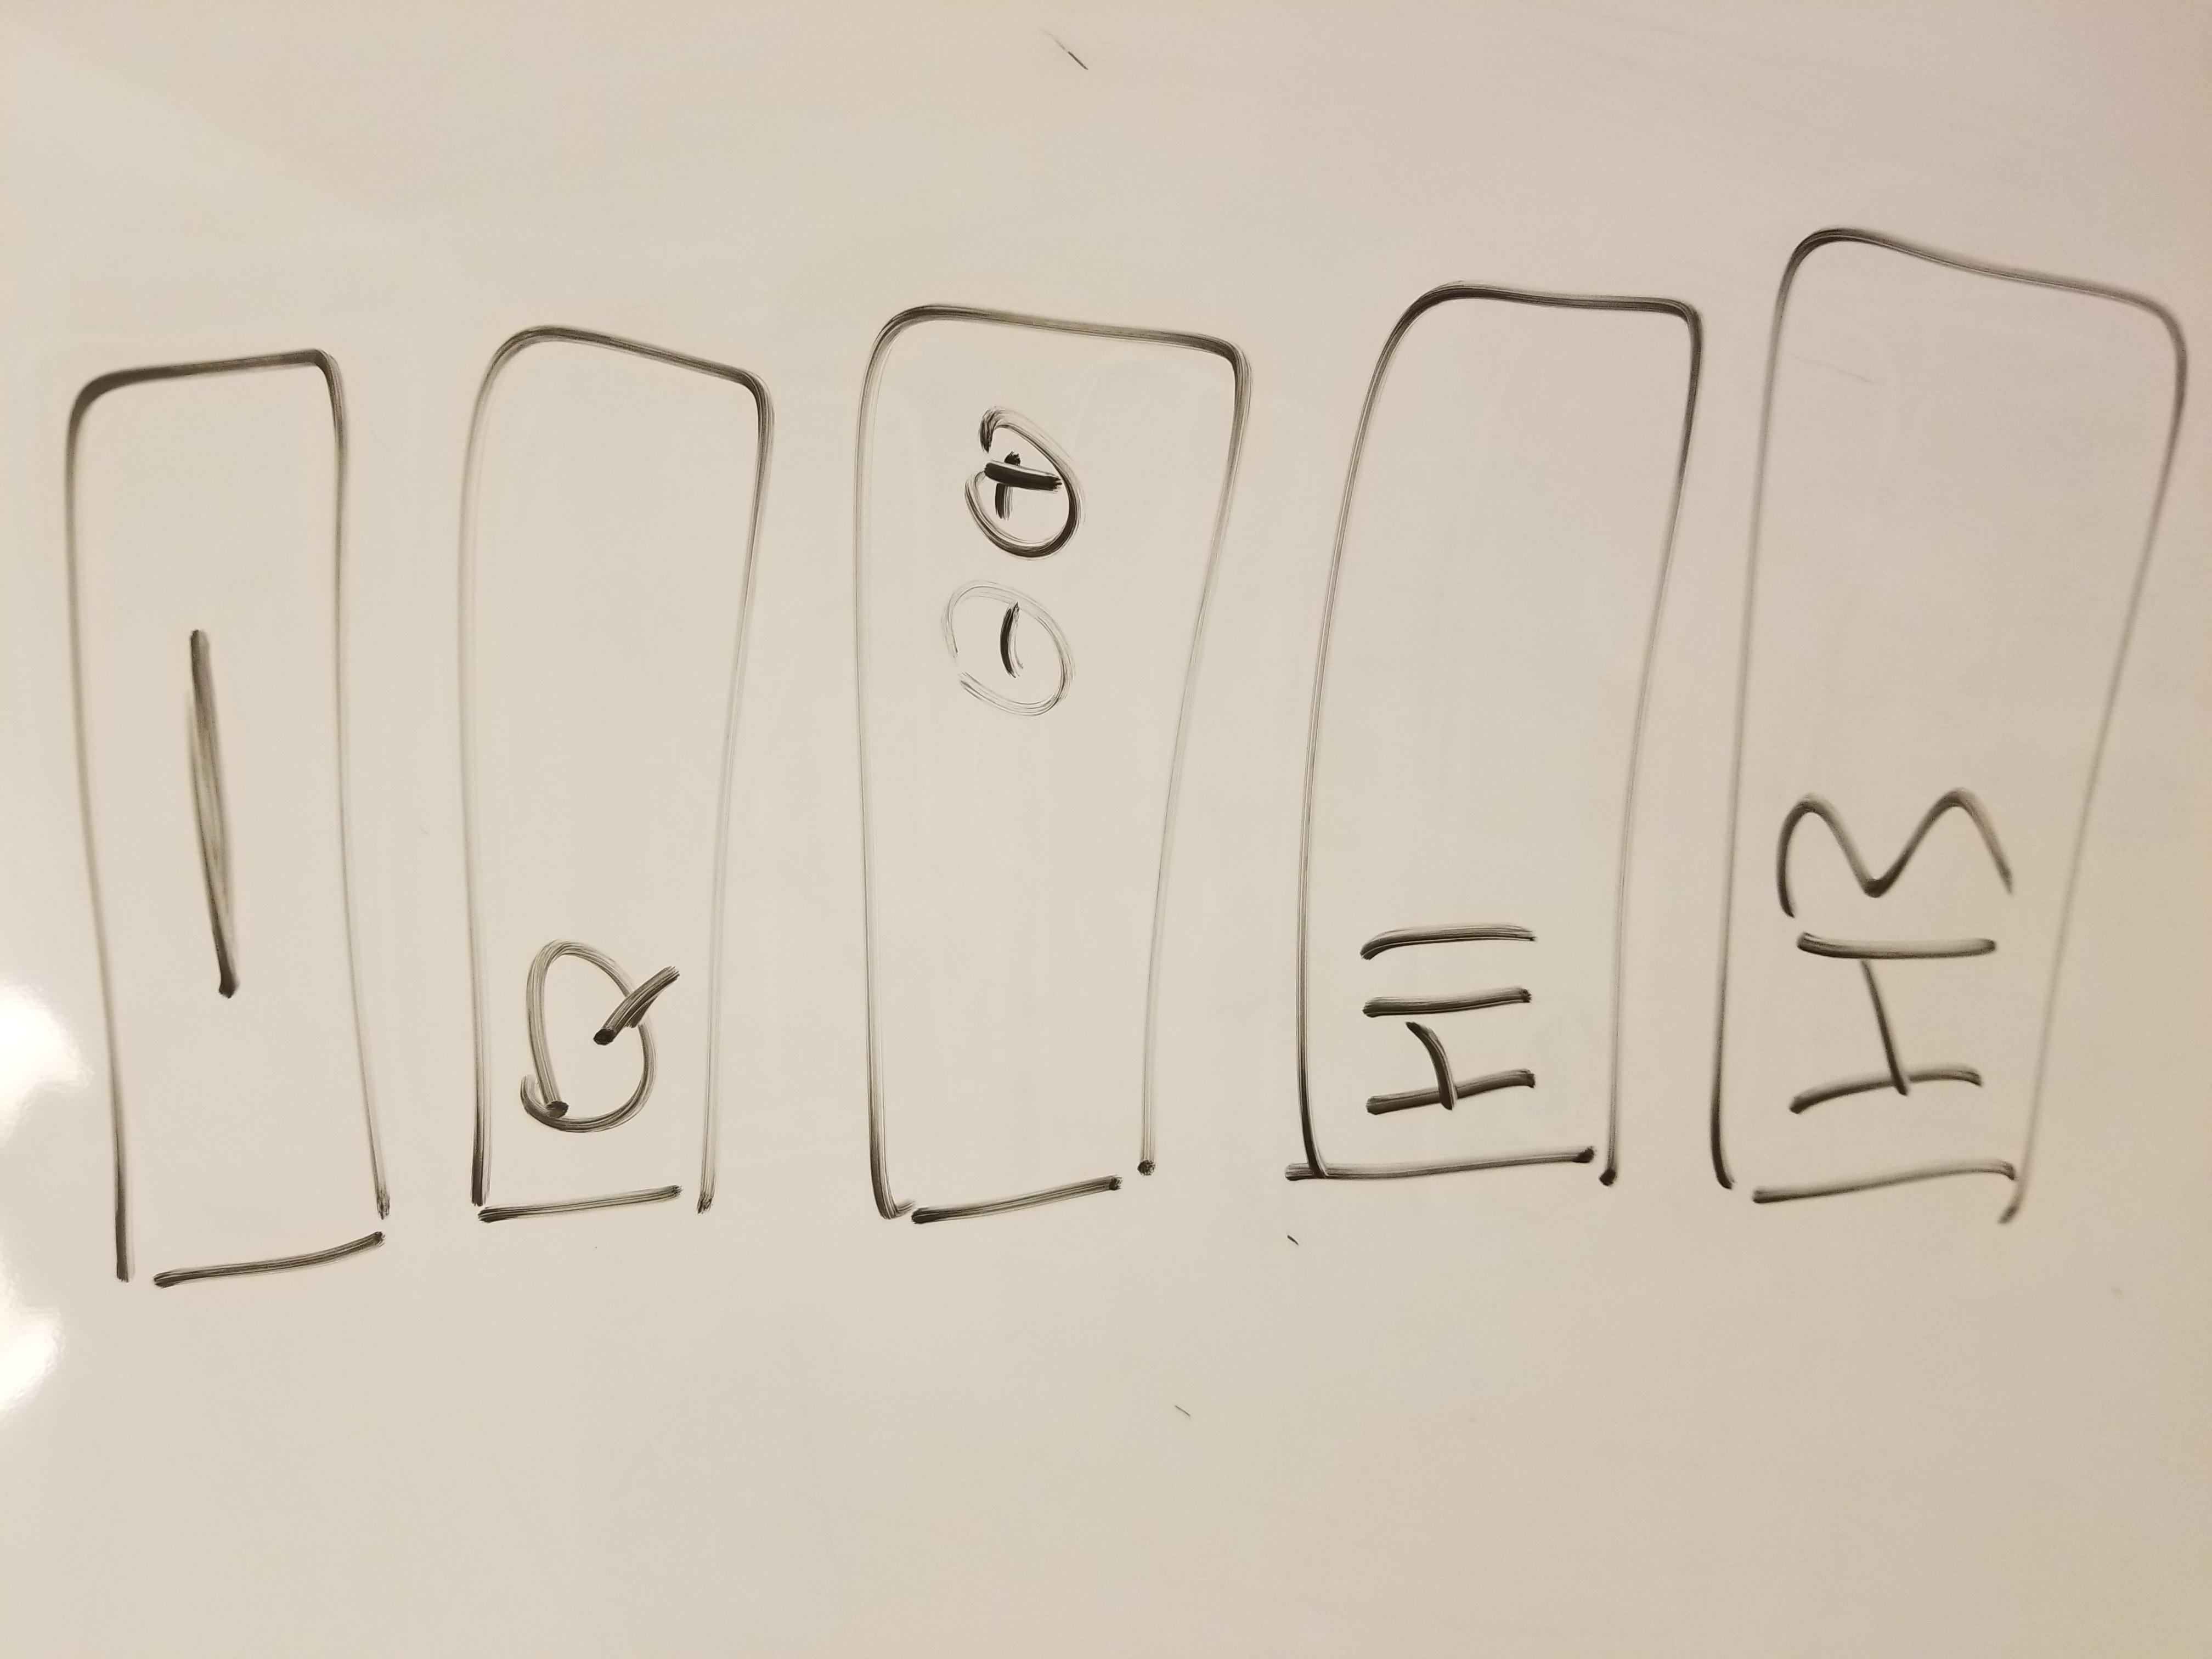 —
Q
- +
H1
H3